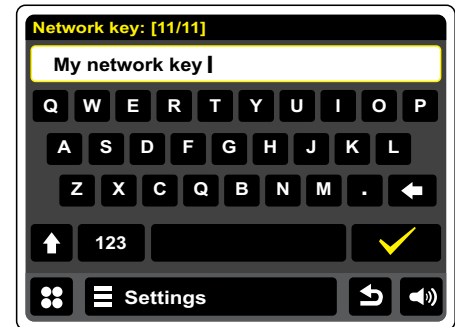 Network key: [11/11]
My network key
Q W E R T Y U I O P
A S D F G H J K L
Z X C Q B N M .
123
Settings